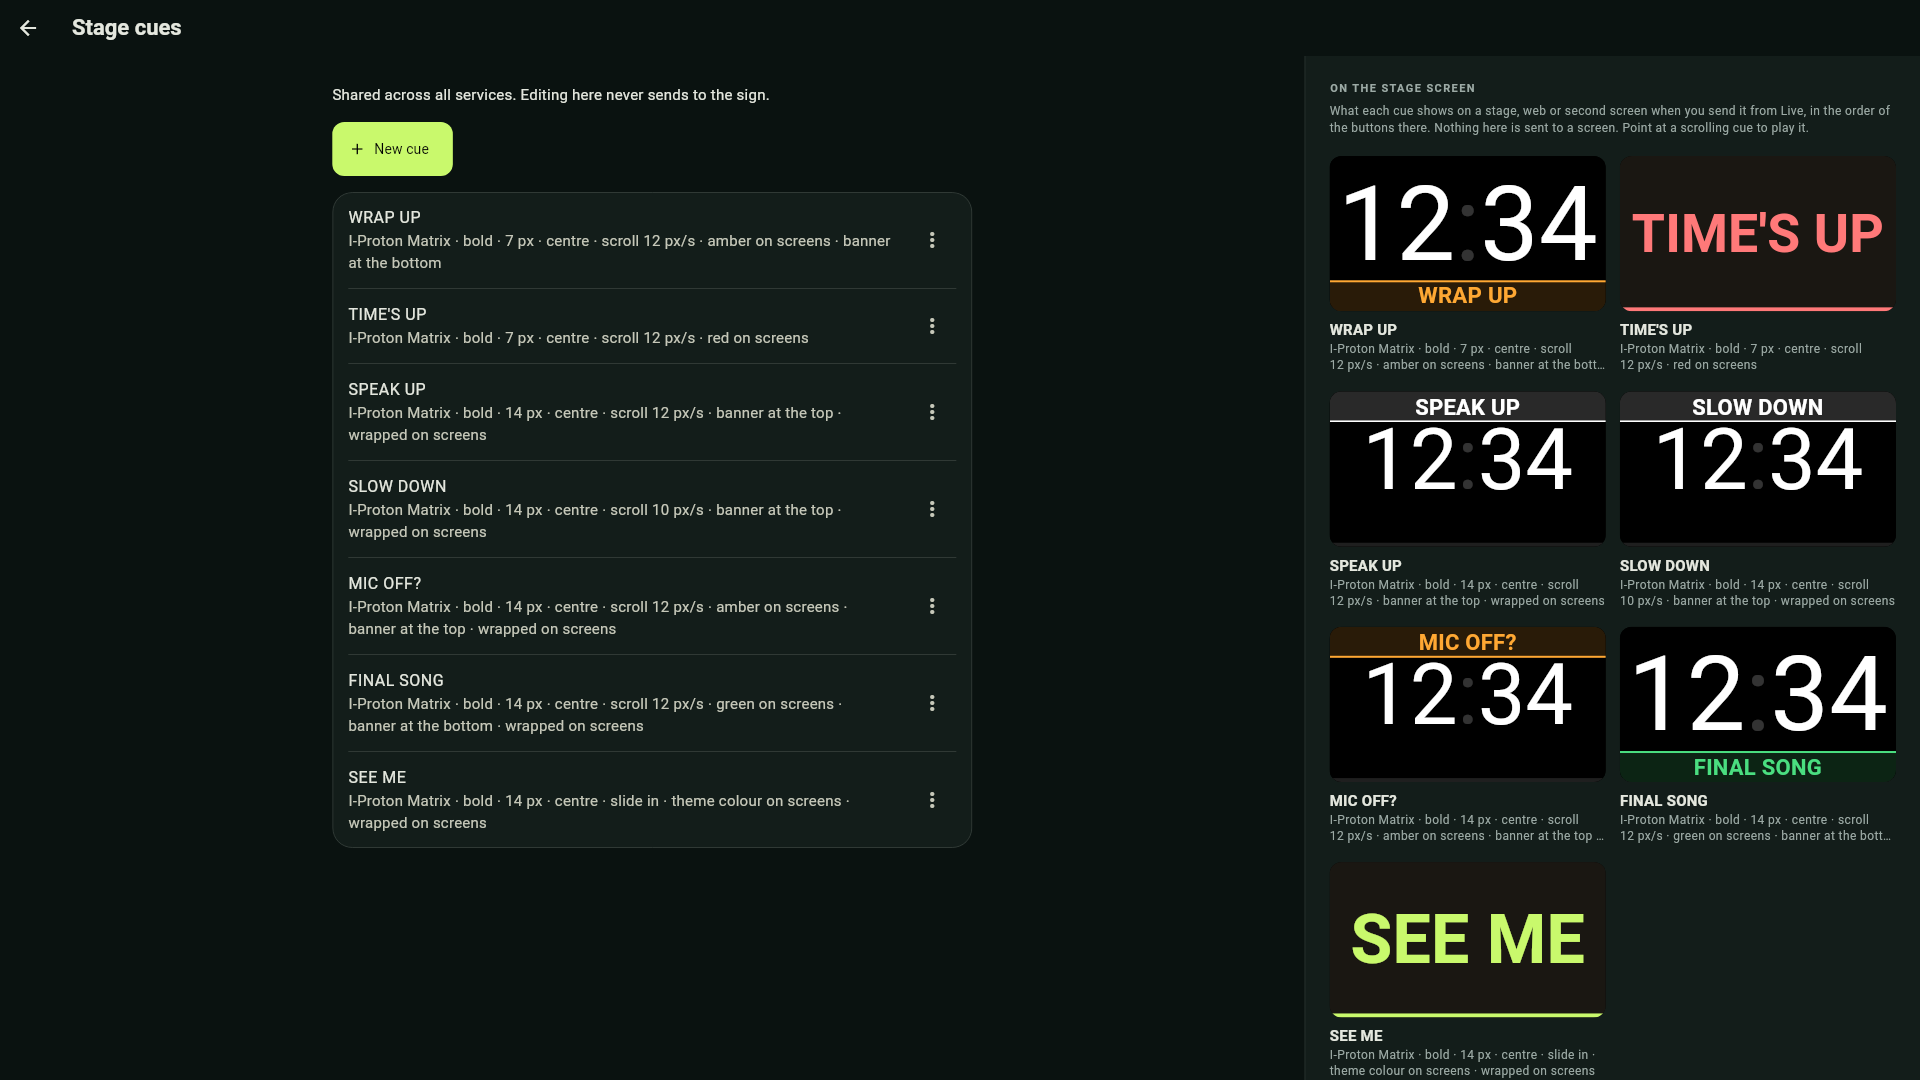 Stage cues
Shared across all services. Editing here never sends to the sign.
+ New cue
WRAP UP
I-Proton Matrix · bold · 7 px · centre · scroll 12 px/s · amber on screens · banner
at the bottom
TIME'S UP
I-Proton Matrix · bold · 7 px · centre · scroll 12 px/s · red on screens
SPEAK UP
I-Proton Matrix · bold · 14 px · centre · scroll 12 px/s · banner at the top ·
wrapped on screens
SLOW DOWN
I-Proton Matrix · bold · 14 px · centre · scroll 10 px/s · banner at the top ·
wrapped on screens
MIC OFF?
I-Proton Matrix · bold · 14 px · centre · scroll 12 px/s · amber on screens ·
banner at the top · wrapped on screens
FINAL SONG
I-Proton Matrix · bold · 14 px · centre · scroll 12 px/s · green on screens ·
banner at the bottom · wrapped on screens
SEE ME
I-Proton Matrix · bold · 14 px · centre · slide in · theme colour on screens ·
wrapped on screens
ON THE STAGE SCREEN
What each cue shows on a stage, web or second screen when you send it from Live, in the order of
the buttons there. Nothing here is sent to a screen. Point at a scrolling cue to play it.
12:34
WRAP UP
WRAP UP
I-Proton Matrix · bold · 7 px · centre · scroll
12 px/s · amber on screens · banner at the bott…
TIME'S UP
TIME'S UP
I-Proton Matrix · bold · 7 px · centre · scroll
12 px/s · red on screens
SPEAK UP
12:34
SPEAK UP
I-Proton Matrix · bold · 14 px · centre · scroll
12 px/s · banner at the top · wrapped on screens
SLOW DOWN
12:34
SLOW DOWN
I-Proton Matrix · bold · 14 px · centre · scroll
10 px/s · banner at the top · wrapped on screens
MIC OFF?
12:34
MIC OFF?
I-Proton Matrix · bold · 14 px · centre · scroll
12 px/s · amber on screens · banner at the top …
12:34
FINAL SONG
FINAL SONG
I-Proton Matrix · bold · 14 px · centre · scroll
12 px/s · green on screens · banner at the bott…
SEE ME
SEE ME
I-Proton Matrix · bold · 14 px · centre · slide in ·
theme colour on screens · wrapped on screens